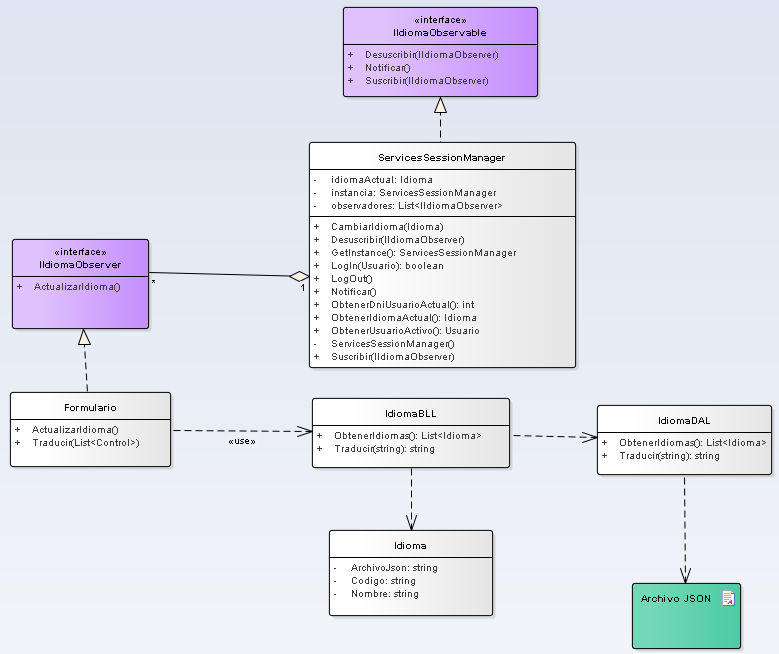 «interface»
IIdiomaObservable
+ Desuscribir(IIdiomaObserver)
+ Notificar()
+ Suscribir(IIdiomaObserver)
ServicesSessionManager
- idiomaActual: Idioma
- instancia: ServicesSessionManager
- observadores: List<IIdiomaObserver>
+ CambiarIdioma(Idioma)
+ Desuscribir(IIdiomaObserver)
+ GetInstance(): ServicesSessionManager
+ LogIn(Usuario): boolean
+ LogOut()
+ Notificar()
+ ObtenerDniUsuarioActual(): int
+ ObtenerIdiomaActual(): Idioma
+ ObtenerUsuarioActivo(): Usuario
- ServicesSessionManager()
+ Suscribir(IIdiomaObserver)
«interface»
IIdiomaObserver
+ ActualizarIdioma()
*
1
Formulario
+ ActualizarIdioma()
+ Traducir(List<Control>)
«use»
IdiomaBLL
+ ObtenerIdiomas(): List<Idioma>
+ Traducir(string): string
IdiomaDAL
+ ObtenerIdiomas(): List<Idioma>
+ Traducir(string): string
Idioma
- ArchivoJson: string
- Codigo: string
- Nombre: string
Archivo JSON